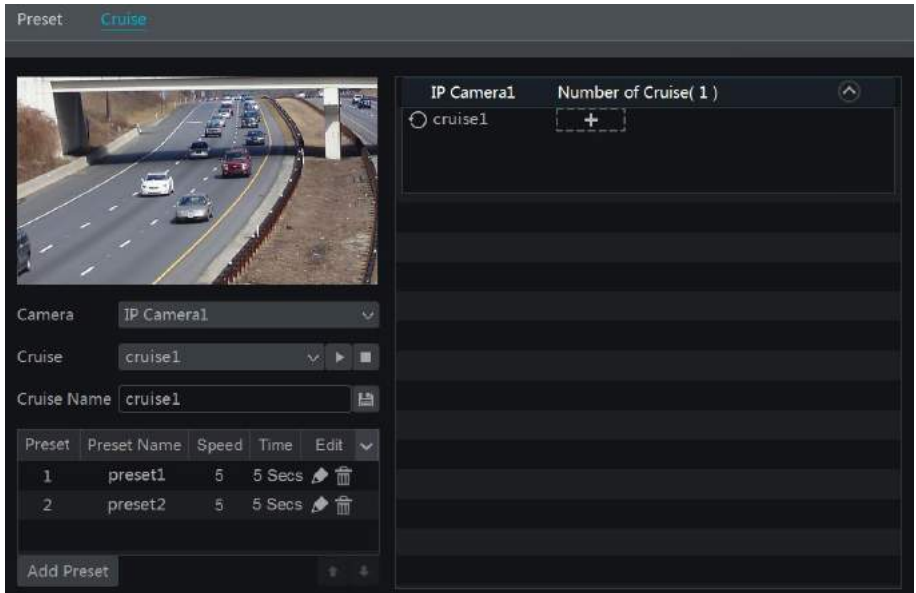 Preset Cruise
IP Camera1 Number of Cruise( 1 )
cruise1 +
Camera IP Camera1
Cruise cruise1
Cruise Name cruise1
Preset Preset Name Speed Time Edit
1 preset1 5 5 Secs
2 preset2 5 5 Secs
Add Preset